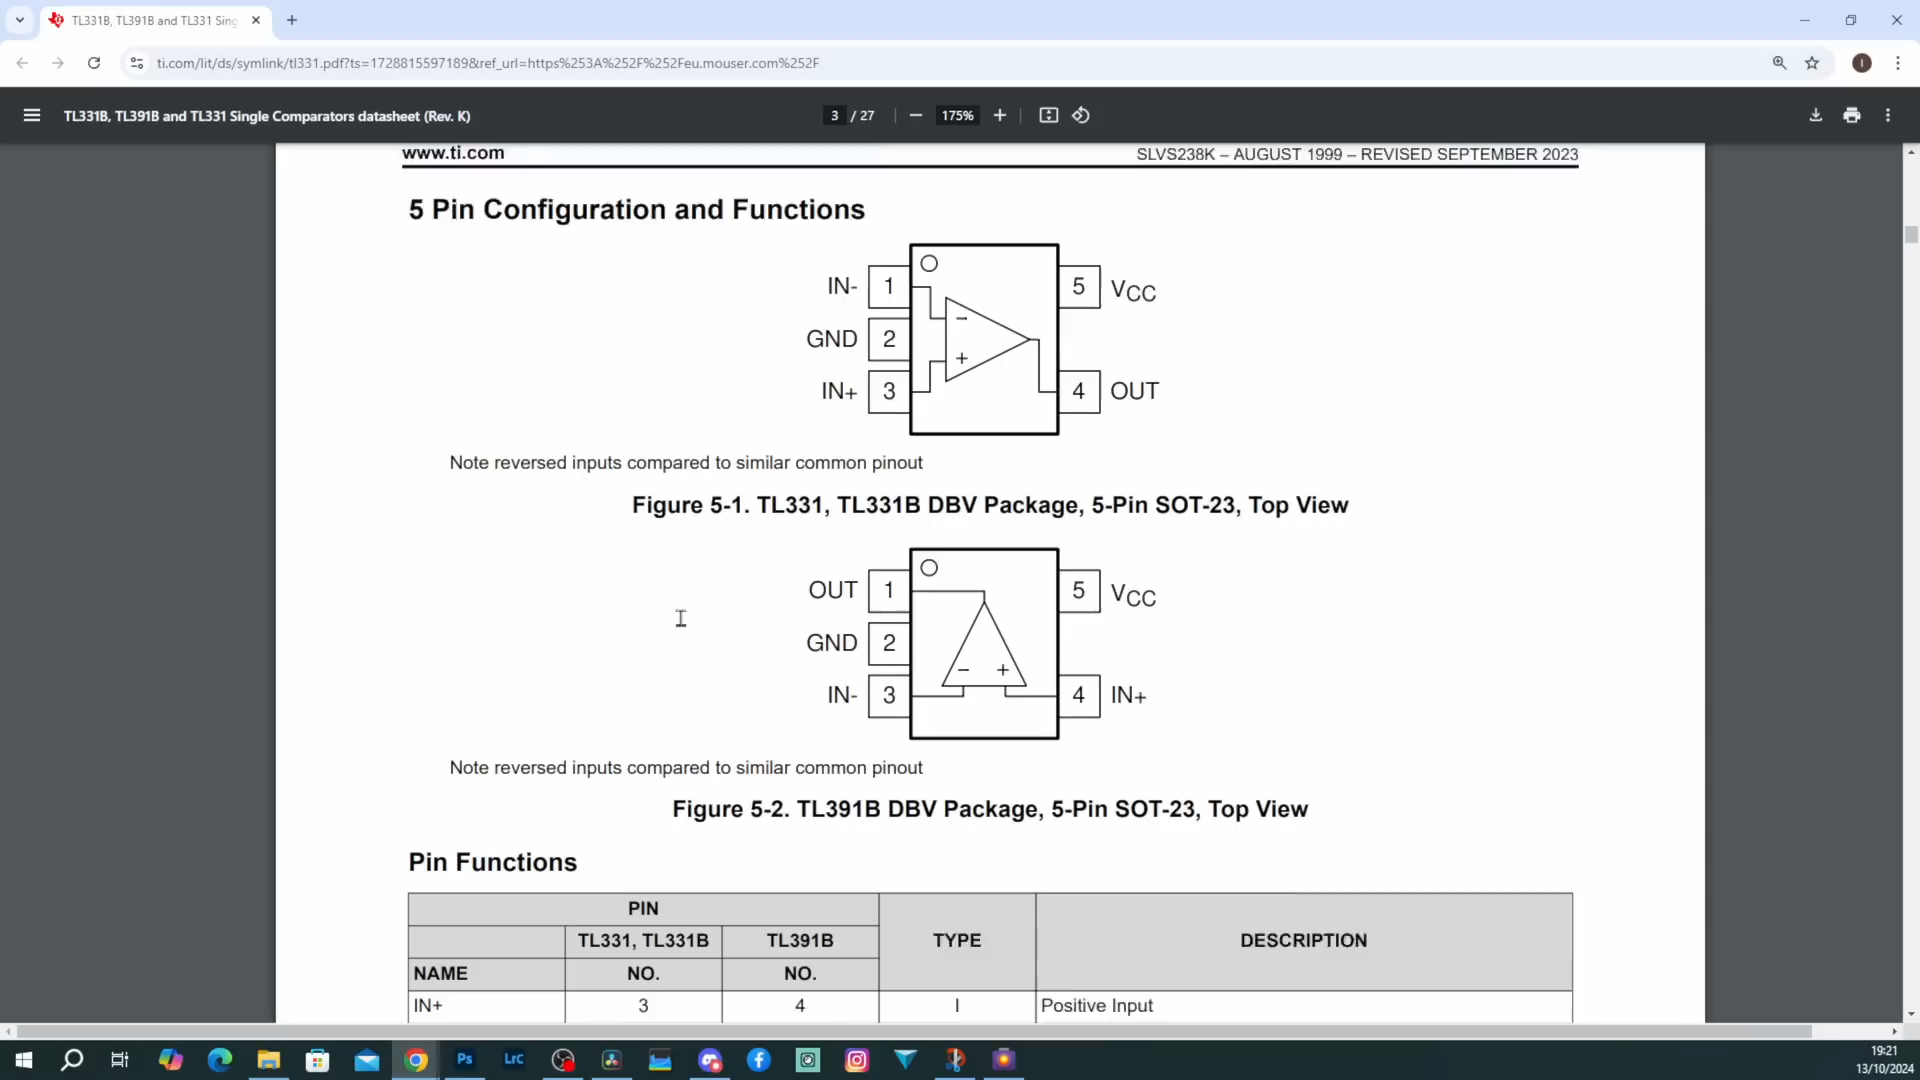 TL331B, TL391B and TL331 Sing
ti.com/lit/ds/symlink/tl331.pdf?ts=1728815597189&ref_url=https%253A%252F%252Feu.mouser.com%252F
I
TL331B, TL391B and TL331 Single Comparators datasheet (Rev. K)
3 / 27
175%
www.ti.com
SLVS238K – AUGUST 1999 – REVISED SEPTEMBER 2023
5 Pin Configuration and Functions
IN- 1 5 VCC
−
GND 2
+
IN+ 3 4 OUT
Note reversed inputs compared to similar common pinout
Figure 5-1. TL331, TL331B DBV Package, 5-Pin SOT-23, Top View
OUT 1 5 VCC
GND 2
− +
IN- 3 4 IN+
Note reversed inputs compared to similar common pinout
Figure 5-2. TL391B DBV Package, 5-Pin SOT-23, Top View
Pin Functions
PIN
TL331, TL331B TL391B TYPE DESCRIPTION
NAME NO. NO.
IN+ 3 4 I Positive Input
Ps LrC
19:21
13/10/2024